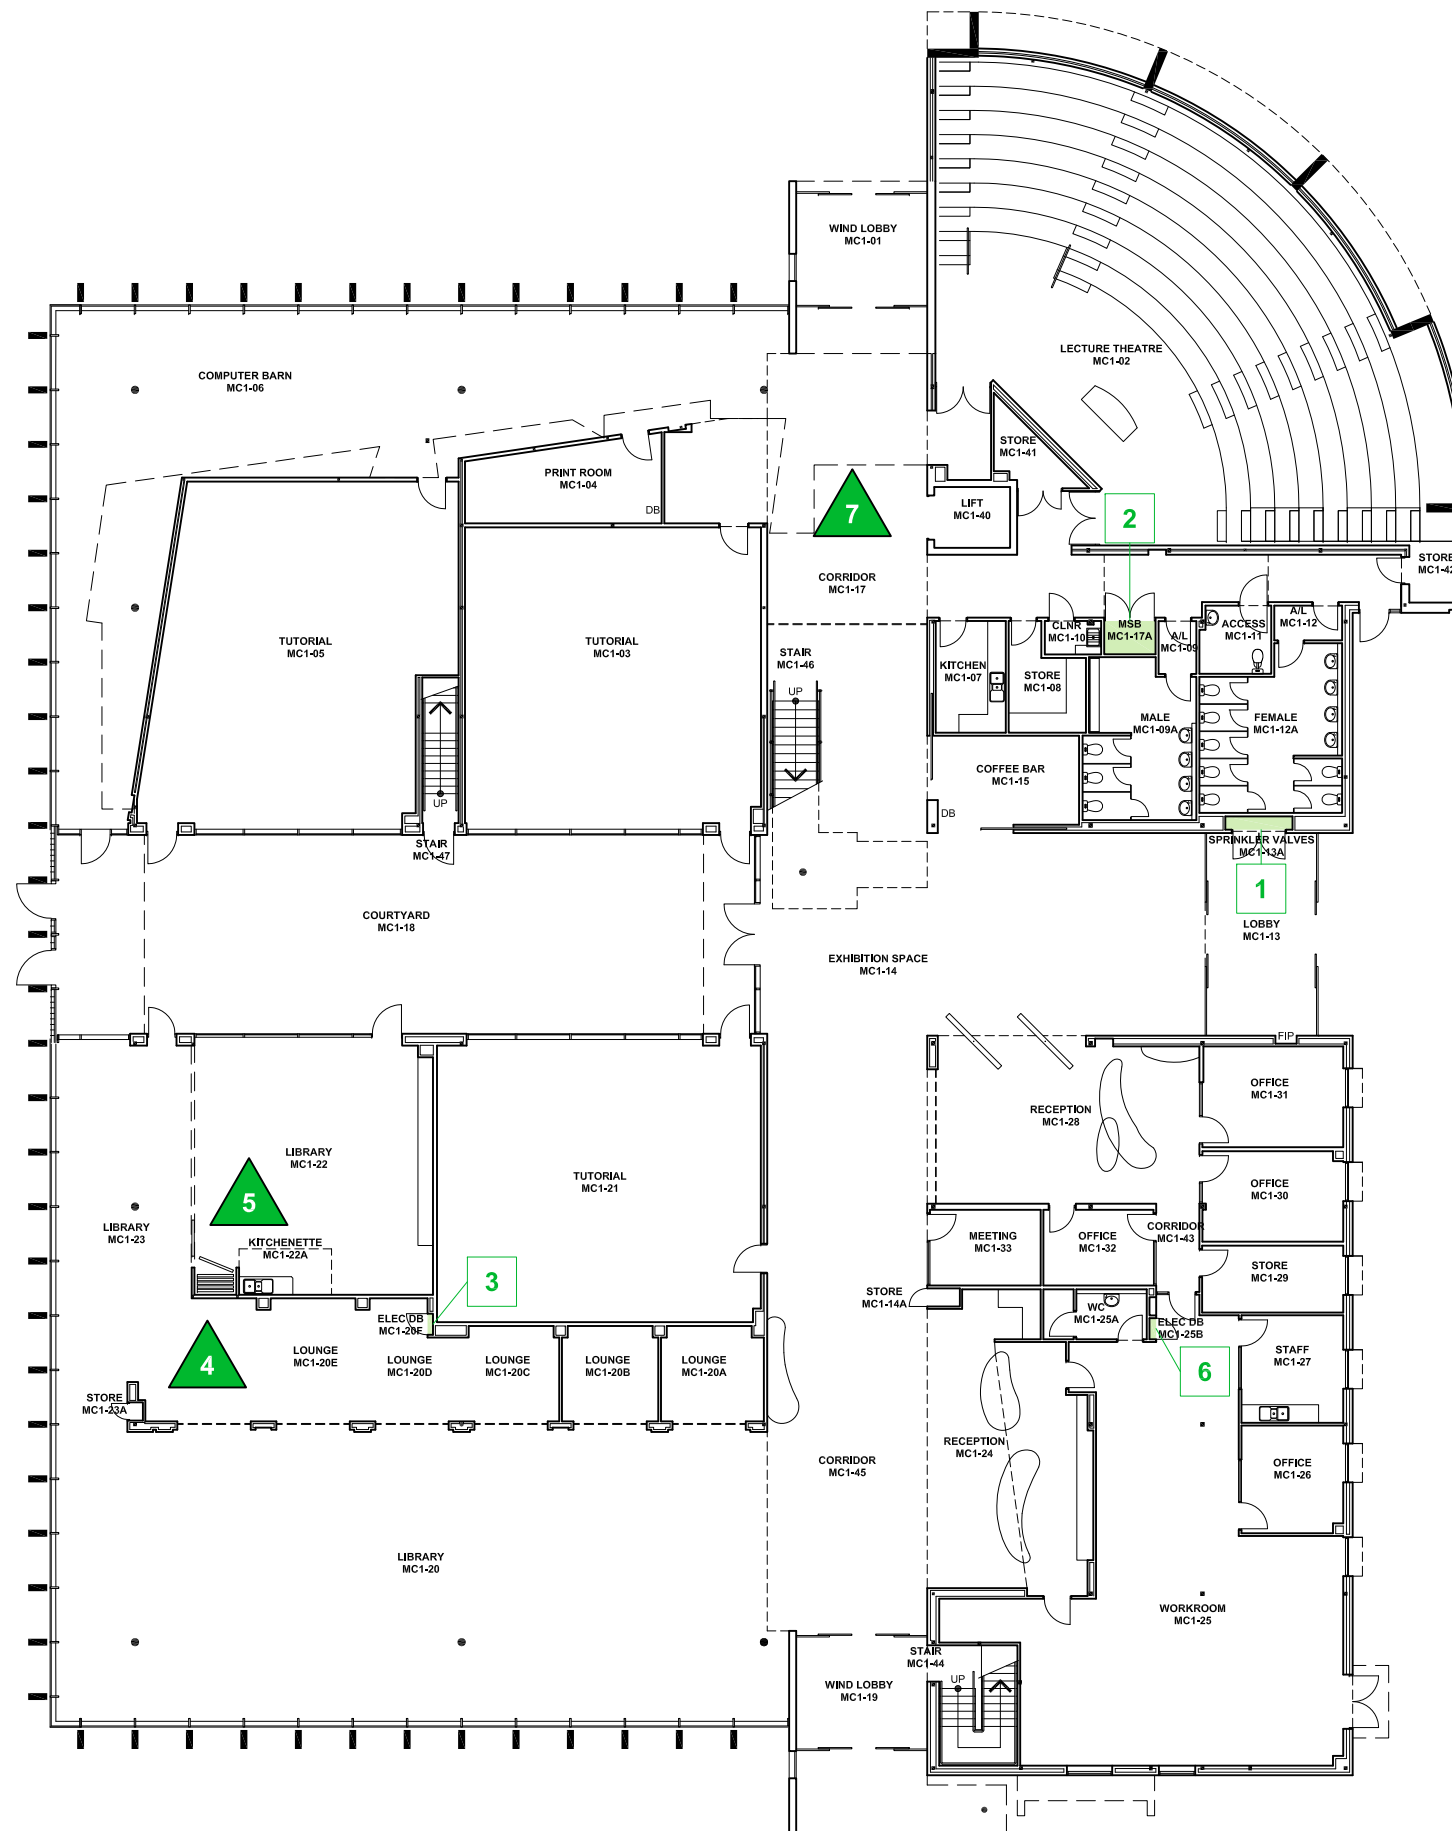 WIND LOBBY
MC1-01
LECTURE THEATRE
MC1-02
COMPUTER BARN
MC1-06
STORE
MC1-41
PRINT ROOM
MC1-04
DB
7
LIFT
MC1-40
2
STORE
MC1-42
CORRIDOR
MC1-17
TUTORIAL
MC1-05
TUTORIAL
MC1-03
STAIR
MC1-46
UP
CLNR
MC1-10
MSB
MC1-17A
A/L
MC1-09
ACCESS
MC1-11
A/L
MC1-12
KITCHEN
MC1-07
STORE
MC1-08
MALE
MC1-09A
FEMALE
MC1-12A
COFFEE BAR
MC1-15
DB
UP
STAIR
MC1-47
SPRINKLER VALVES
MC1-13A
1
LOBBY
MC1-13
COURTYARD
MC1-18
EXHIBITION SPACE
MC1-14
FIP
OFFICE
MC1-31
RECEPTION
MC1-28
LIBRARY
MC1-22
TUTORIAL
MC1-21
OFFICE
MC1-30
5
LIBRARY
MC1-23
KITCHENETTE
MC1-22A
MEETING
MC1-33
OFFICE
MC1-32
CORRIDOR
MC1-43
STORE
MC1-29
3
STORE
MC1-14A
WC
MC1-25A
ELEC DB
MC1-20F
ELEC DB
MC1-25B
4
LOUNGE
MC1-20E
LOUNGE
MC1-20D
LOUNGE
MC1-20C
LOUNGE
MC1-20B
LOUNGE
MC1-20A
6
STAFF
MC1-27
STORE
MC1-23A
RECEPTION
MC1-24
CORRIDOR
MC1-45
OFFICE
MC1-26
LIBRARY
MC1-20
WORKROOM
MC1-25
STAIR
MC1-44
UP
WIND LOBBY
MC1-19